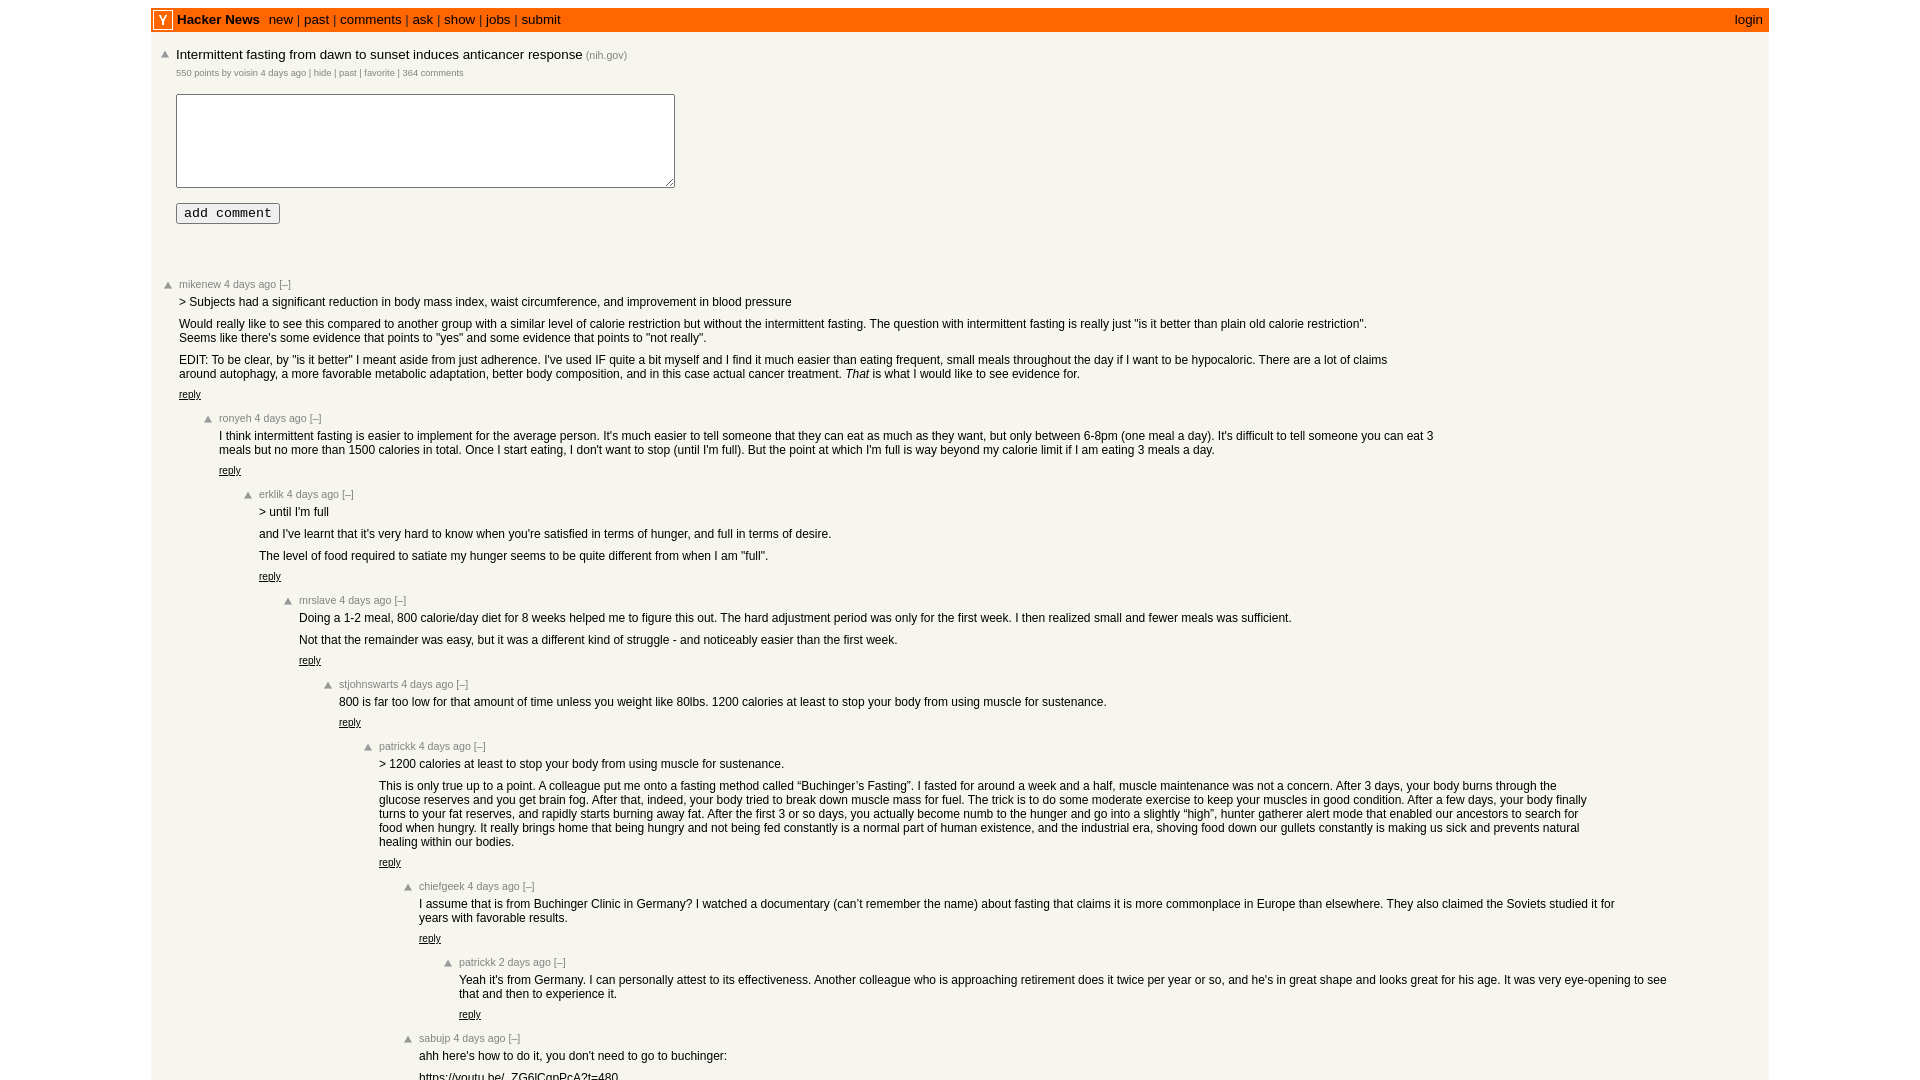 Y Hacker News new | past | comments | ask | show | jobs | submit login
Intermittent fasting from dawn to sunset induces anticancer response (nih.gov)
550 points by voisin 4 days ago | hide | past | favorite | 364 comments
add comment
mikenew 4 days ago [–]
> Subjects had a significant reduction in body mass index, waist circumference, and improvement in blood pressure
Would really like to see this compared to another group with a similar level of calorie restriction but without the intermittent fasting. The question with intermittent fasting is really just "is it better than plain old calorie restriction".
Seems like there's some evidence that points to "yes" and some evidence that points to "not really".
EDIT: To be clear, by "is it better" I meant aside from just adherence. I've used IF quite a bit myself and I find it much easier than eating frequent, small meals throughout the day if I want to be hypocaloric. There are a lot of claims
around autophagy, a more favorable metabolic adaptation, better body composition, and in this case actual cancer treatment. That is what I would like to see evidence for.
reply
ronyeh 4 days ago [–]
I think intermittent fasting is easier to implement for the average person. It's much easier to tell someone that they can eat as much as they want, but only between 6-8pm (one meal a day). It's difficult to tell someone you can eat 3
meals but no more than 1500 calories in total. Once I start eating, I don't want to stop (until I'm full). But the point at which I'm full is way beyond my calorie limit if I am eating 3 meals a day.
reply
erklik 4 days ago [–]
> until I'm full
and I've learnt that it's very hard to know when you're satisfied in terms of hunger, and full in terms of desire.
The level of food required to satiate my hunger seems to be quite different from when I am "full".
reply
mrslave 4 days ago [–]
Doing a 1-2 meal, 800 calorie/day diet for 8 weeks helped me to figure this out. The hard adjustment period was only for the first week. I then realized small and fewer meals was sufficient.
Not that the remainder was easy, but it was a different kind of struggle - and noticeably easier than the first week.
reply
stjohnswarts 4 days ago [–]
800 is far too low for that amount of time unless you weight like 80lbs. 1200 calories at least to stop your body from using muscle for sustenance.
reply
patrickk 4 days ago [–]
> 1200 calories at least to stop your body from using muscle for sustenance.
This is only true up to a point. A colleague put me onto a fasting method called “Buchinger’s Fasting”. I fasted for around a week and a half, muscle maintenance was not a concern. After 3 days, your body burns through the
glucose reserves and you get brain fog. After that, indeed, your body tried to break down muscle mass for fuel. The trick is to do some moderate exercise to keep your muscles in good condition. After a few days, your body finally
turns to your fat reserves, and rapidly starts burning away fat. After the first 3 or so days, you actually become numb to the hunger and go into a slightly “high”, hunter gatherer alert mode that enabled our ancestors to search for
food when hungry. It really brings home that being hungry and not being fed constantly is a normal part of human existence, and the industrial era, shoving food down our gullets constantly is making us sick and prevents natural
healing within our bodies.
reply
chiefgeek 4 days ago [–]
I assume that is from Buchinger Clinic in Germany? I watched a documentary (can’t remember the name) about fasting that claims it is more commonplace in Europe than elsewhere. They also claimed the Soviets studied it for
years with favorable results.
reply
patrickk 2 days ago [–]
Yeah it's from Germany. I can personally attest to its effectiveness. Another colleague who is approaching retirement does it twice per year or so, and he's in great shape and looks great for his age. It was very eye-opening to see
that and then to experience it.
reply
sabujp 4 days ago [–]
ahh here's how to do it, you don't need to go to buchinger: